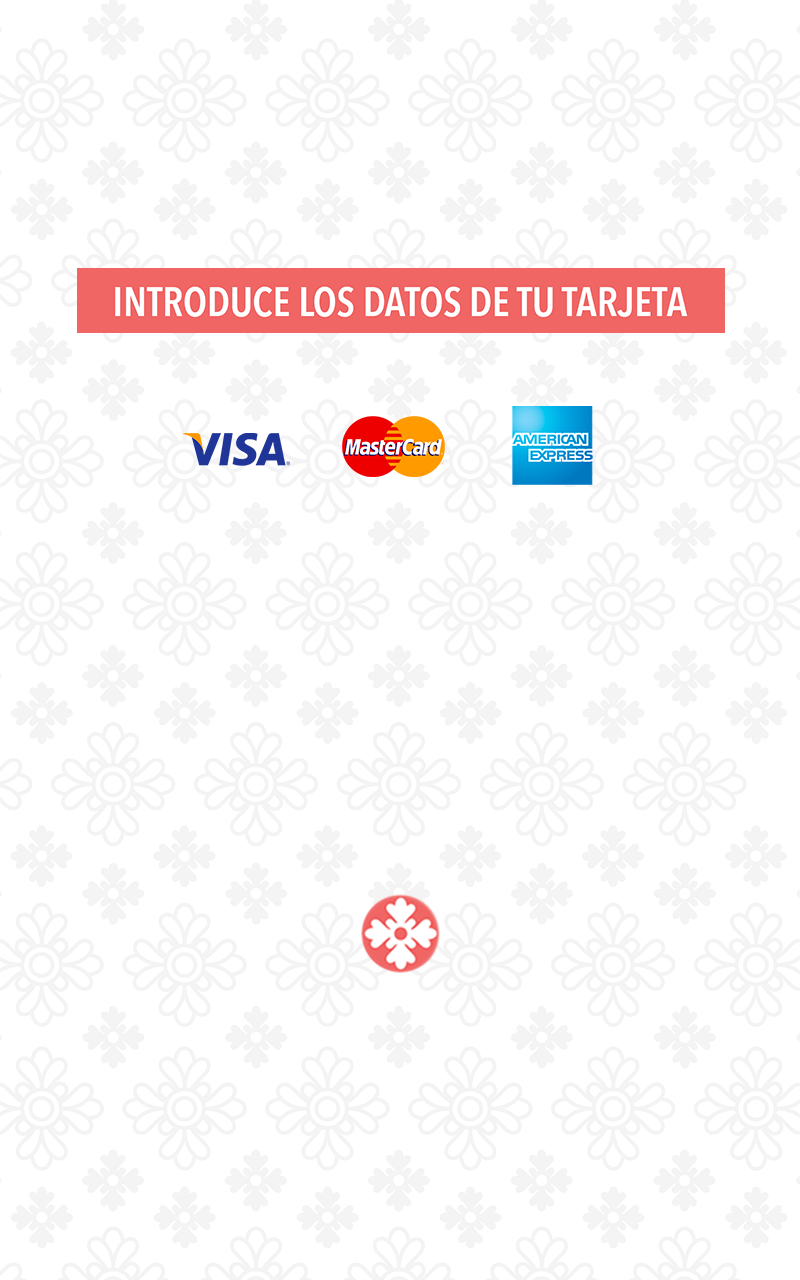 INTRODUCE LOS DATOS DE TU TARJETA
VISA
MasterCard
AMERICAN
EXPRESS